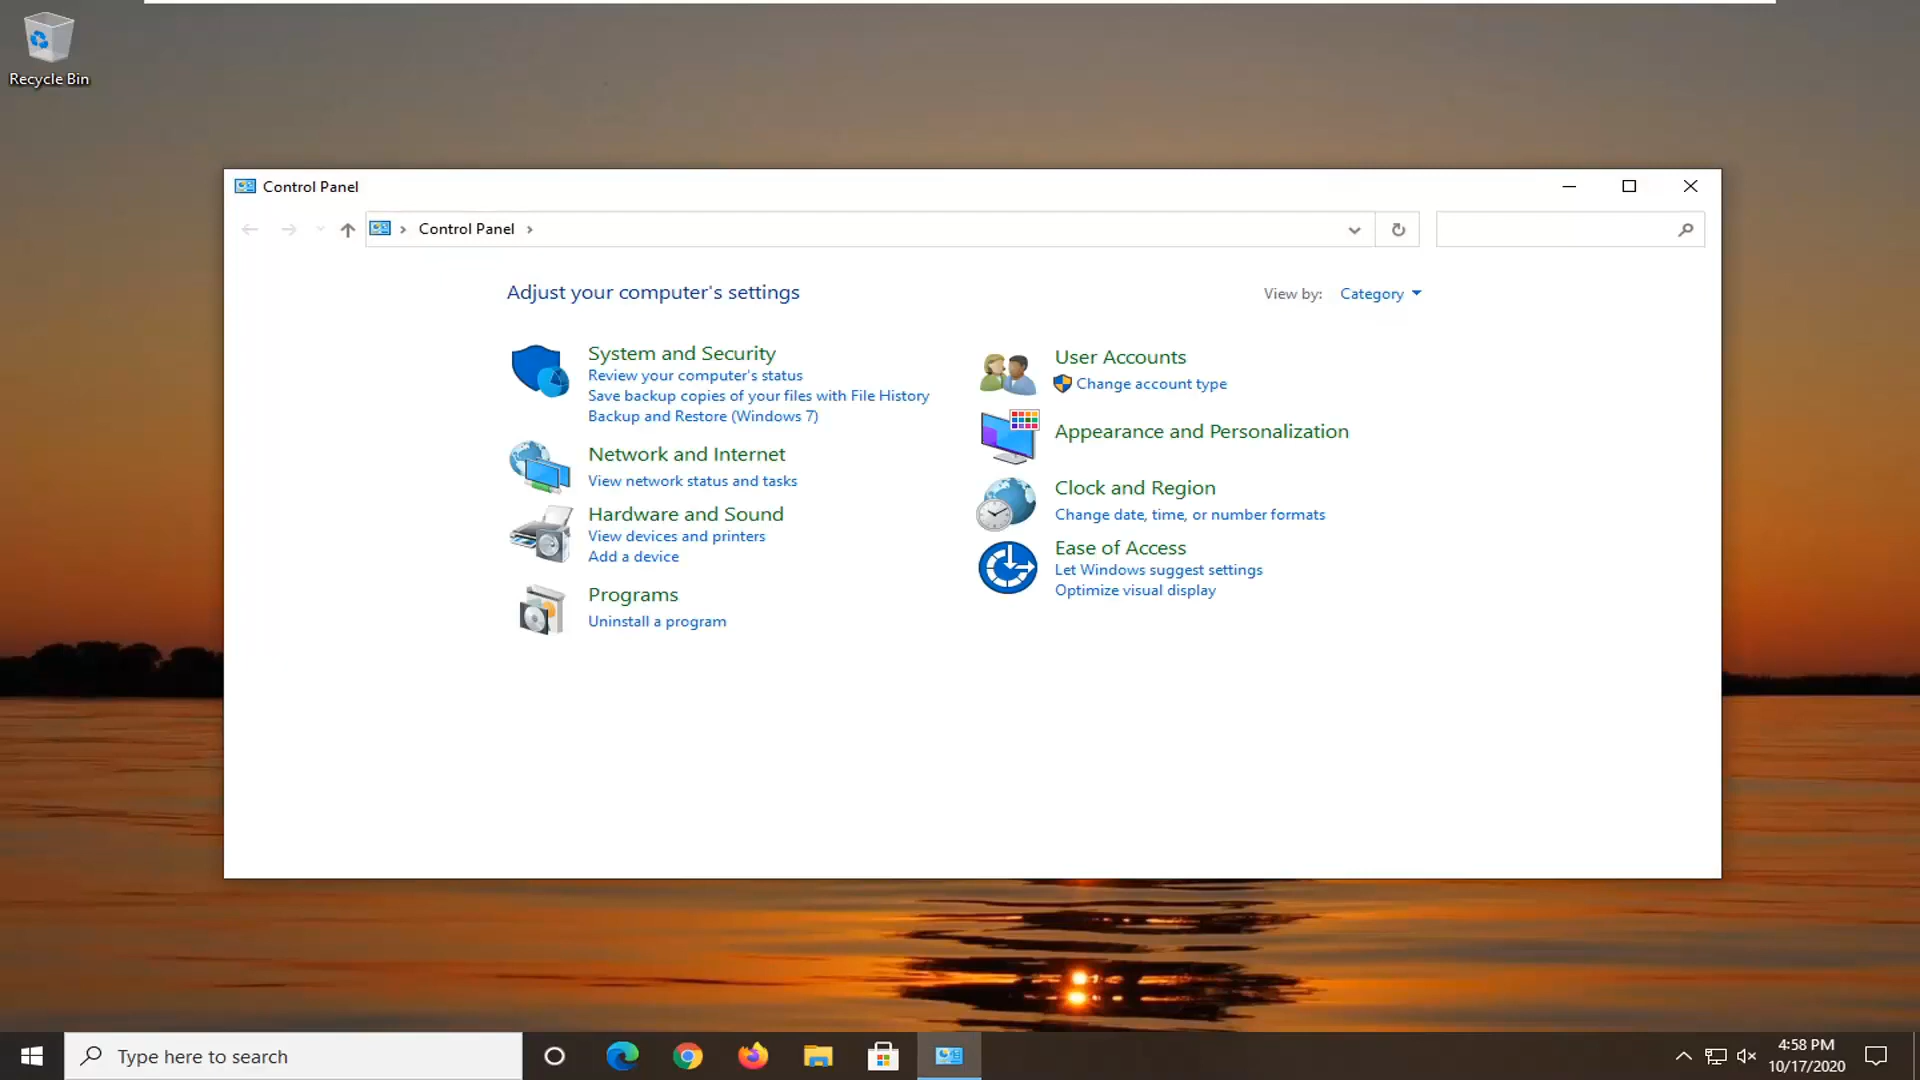 Recycle Bin
Control Panel
Control Panel
Adjust your computer's settings
View by: Category
System and Security
Review your computer's status
Save backup copies of your files with File History
Backup and Restore (Windows 7)
Network and Internet
View network status and tasks
Hardware and Sound
View devices and printers
Add a device
Programs
Uninstall a program
User Accounts
Change account type
Appearance and Personalization
Clock and Region
Change date, time, or number formats
Ease of Access
Let Windows suggest settings
Optimize visual display
Type here to search
4:58 PM
10/17/2020